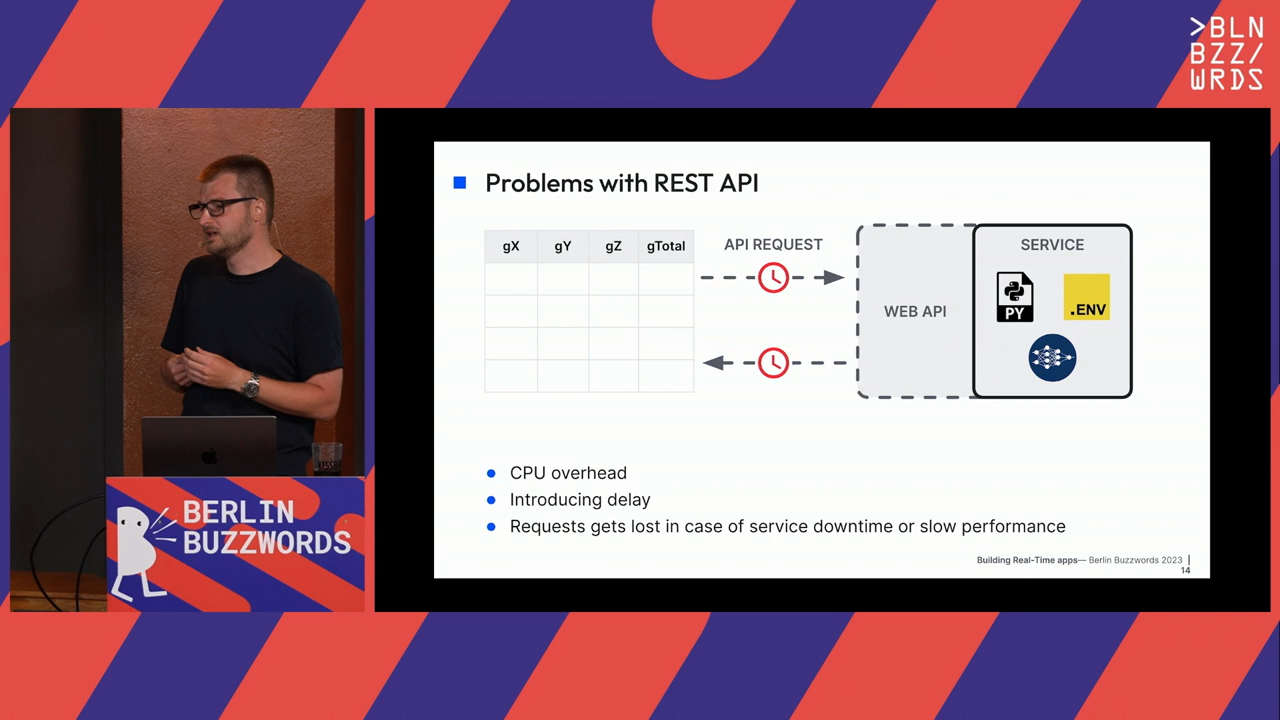 >BLN
BZZ/
WRDS
Problems with REST API
gX gY gZ gTotal
API REQUEST
WEB API
SERVICE
PY
.ENV
CPU overhead
Introducing delay
Requests gets lost in case of service downtime or slow performance
Building Real-Time apps— Berlin Buzzwords 2023 |
14
BERLIN
BUZZWORDS